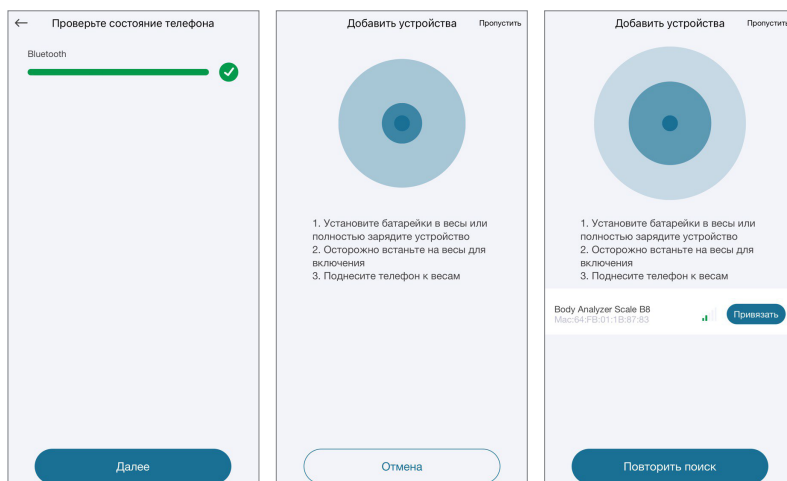 Проверьте состояние телефона
Bluetooth
Далее
Добавить устройства
Пропустить
1. Установите батарейки в весы или
полностью зарядите устройство
2. Осторожно встаньте на весы для
включения
3. Поднесите телефон к весам
Отмена
Добавить устройства
Пропустить
1. Установите батарейки в весы или
полностью зарядите устройство
2. Осторожно встаньте на весы для
включения
3. Поднесите телефон к весам
Body Analyzer Scale B8
Mac:64:FB:01:1B:87:83
Привязать
Повторить поиск